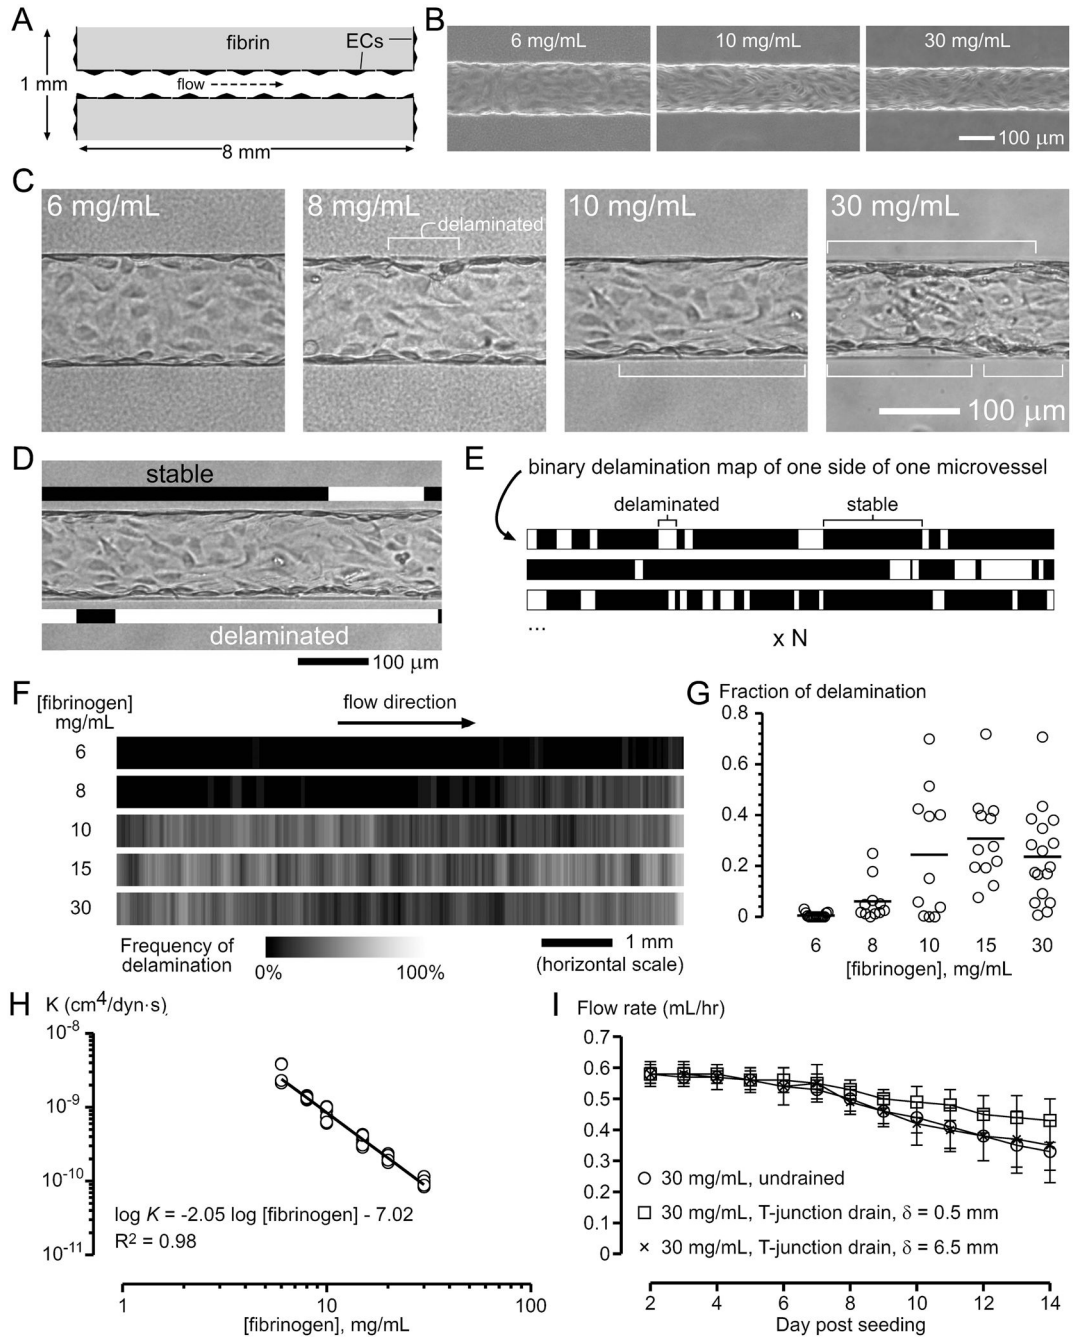 A
fibrin
ECs
1 mm
flow
8 mm
B
6 mg/mL
10 mg/mL
30 mg/mL
100 μm
C
6 mg/mL
8 mg/mL
delaminated
10 mg/mL
30 mg/mL
100 μm
D
stable
delaminated
100 μm
E
binary delamination map of one side of one microvessel
delaminated
stable
...
x N
F
[fibrinogen]
mg/mL
flow direction
6
8
10
15
30
Frequency of
delamination
0%
100%
1 mm
(horizontal scale)
G
Fraction of delamination
0.8
0.6
0.4
0.2
0
6 8 10 15 30
[fibrinogen], mg/mL
H
K (cm4/dyn·s)
10-8
10-9
10-10
10-11
log K = -2.05 log [fibrinogen] - 7.02
R2 = 0.98
1 10 100
[fibrinogen], mg/mL
I
Flow rate (mL/hr)
0.7
0.6
0.5
0.4
0.3
0.2
0.1
0
30 mg/mL, undrained
30 mg/mL, T-junction drain, δ = 0.5 mm
30 mg/mL, T-junction drain, δ = 6.5 mm
2 4 6 8 10 12 14
Day post seeding